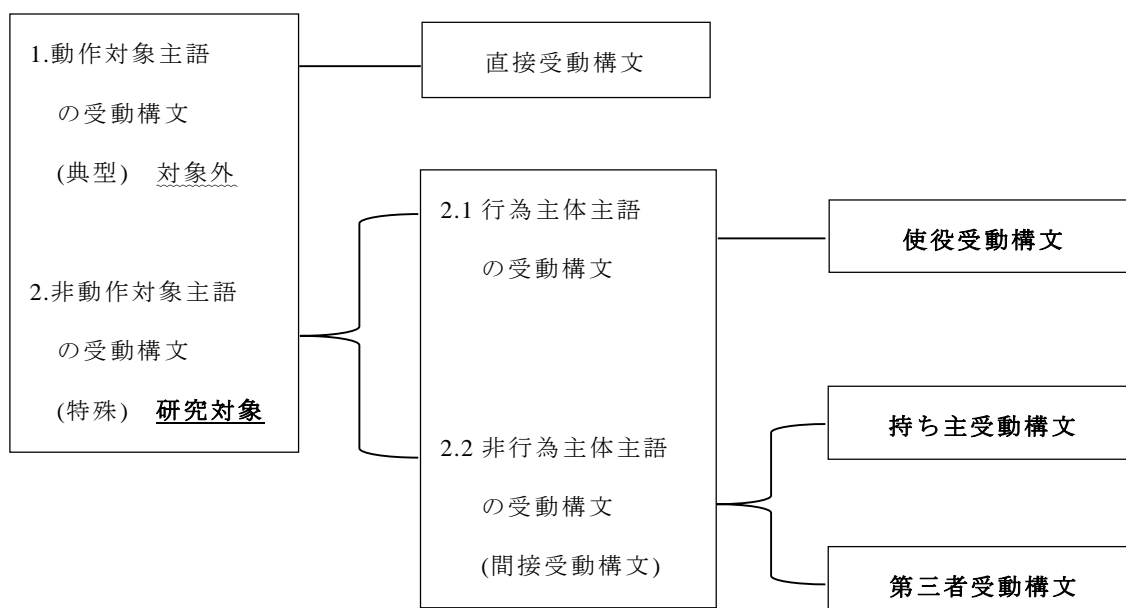 1.動作対象主語
の受動構文
(典型) 対象外
2.非動作対象主語
の受動構文
(特殊) 研究対象
直接受動構文
2.1 行為主体主語
の受動構文
2.2 非行為主体主語
の受動構文
(間接受動構文)
使役受動構文
持ち主受動構文
第三者受動構文